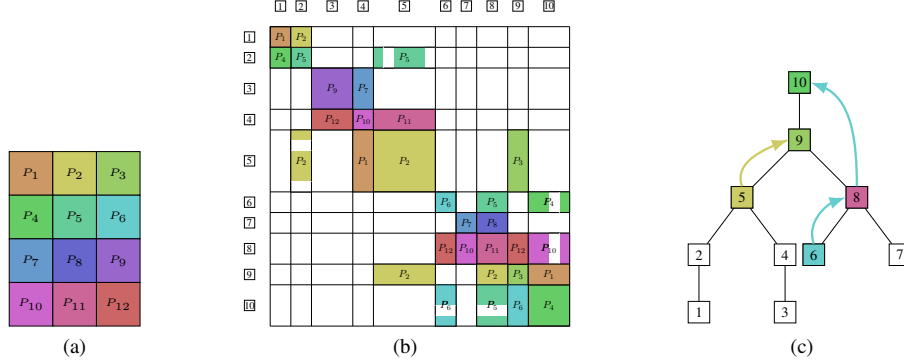 P1 P2 P3
P4 P5 P6
P7 P8 P9
P10 P11 P12
(a)
1 2 3 4 5 6 7 8 9 10
1 P1 P2
2 P4 P5 P5
3 P9 P7
4 P12 P10 P11
5 P2 P1 P2 P3
6 P6 P5 P4
7 P7 P8
8 P12 P10 P11 P12 P10
9 P2 P2 P3 P1
10 P6 P5 P6 P4
(b)
10
9
5 8
2 4 6 7
1 3
(c)